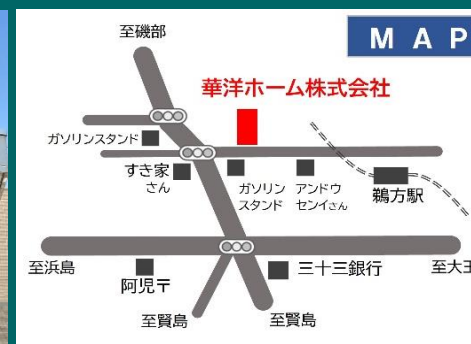 MAP
至磯部
華洋ホーム株式会社
ガソリンスタンド
すき家
さん
ガソリン
スタンド
アンドウ
センイさん
鵜方駅
至浜島
阿児〒
三十三銀行
至大王
至賢島
至賢島